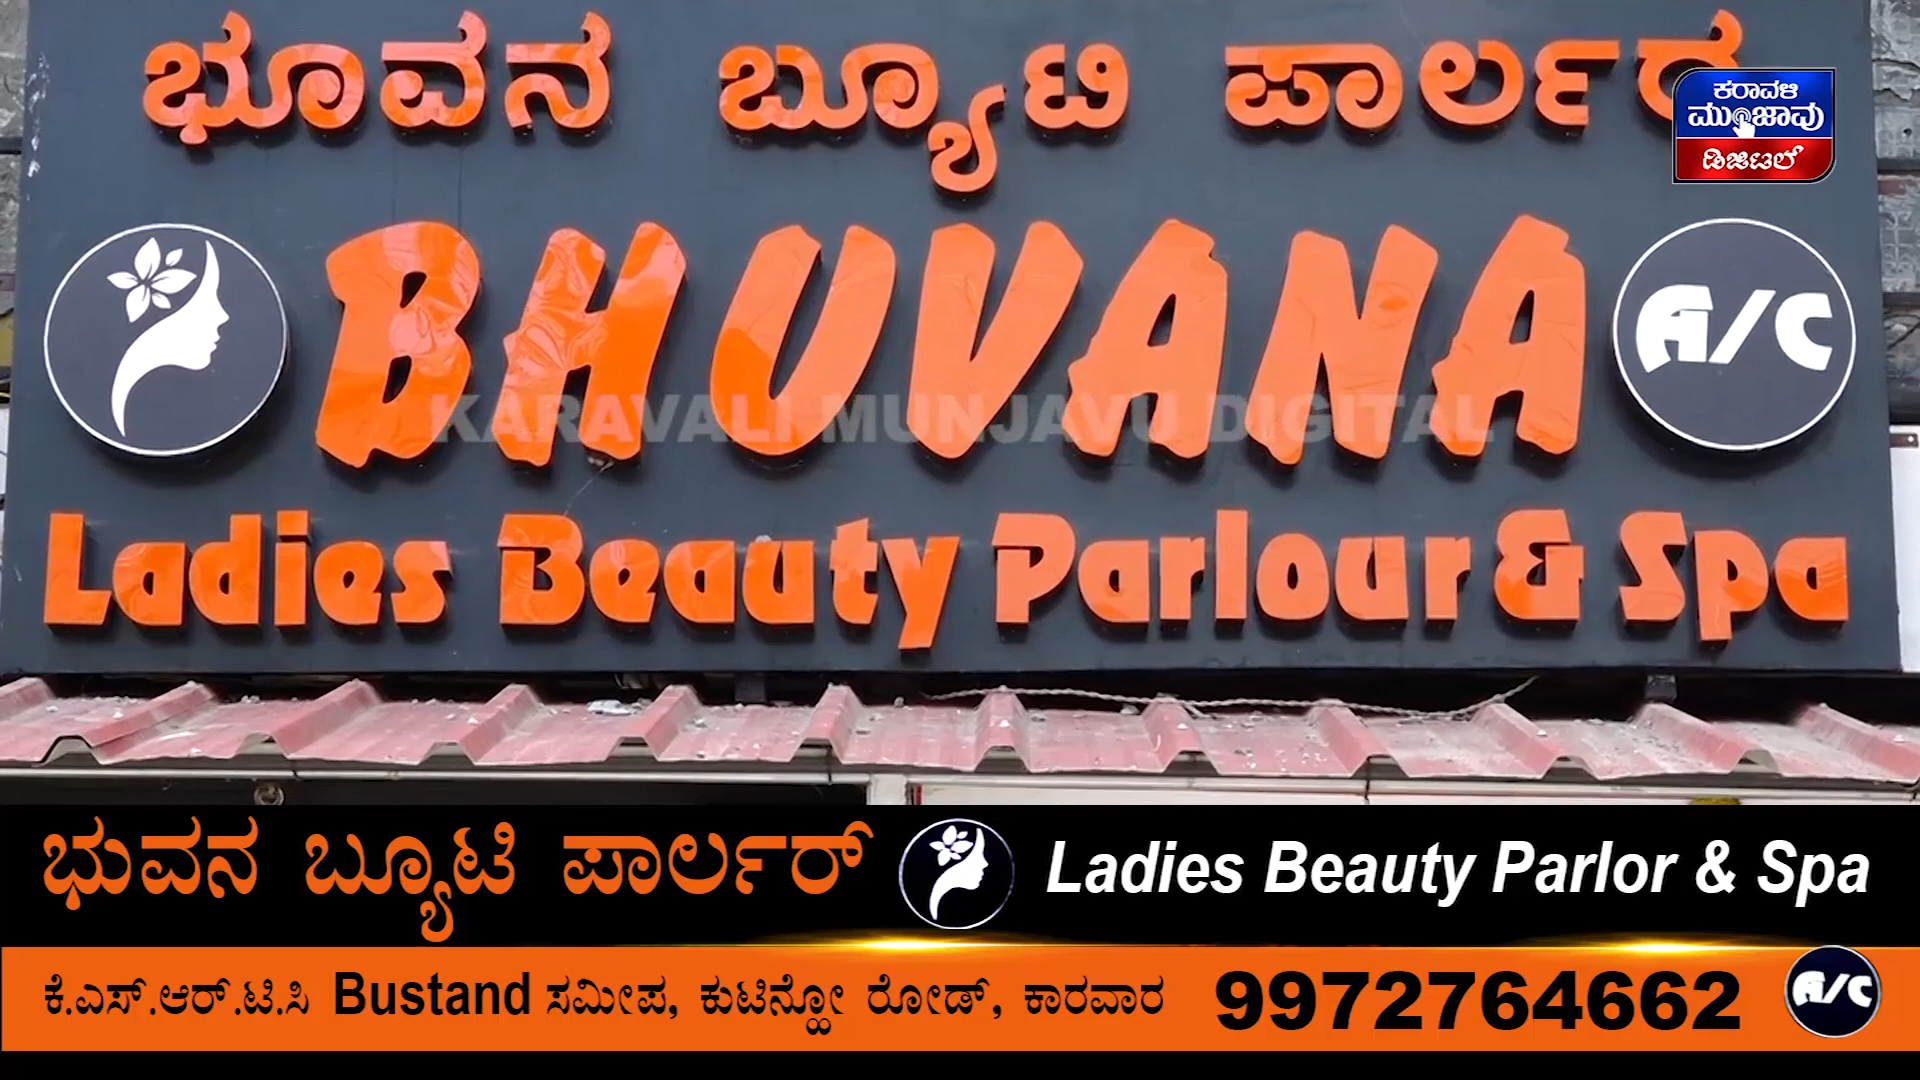 ಭೂವನ ಬ್ಯೂಟಿ ಪಾರ್ಲರ
ಕರಾವಳಿ
ಮುಂಜಾವು
ಡಿಜಿಟಲ್
BHUVANA
A/C
KARAVALI MUNJAVU DIGITAL
Ladies Beauty Parlour & Spa
ಭುವನ ಬ್ಯೂಟಿ ಪಾರ್ಲರ್ Ladies Beauty Parlor & Spa
ಕೆ.ಎಸ್.ಆರ್.ಟಿ.ಸಿ Bustand ಸಮೀಪ, ಕುಟಿನ್ಹೋ ರೋಡ್, ಕಾರವಾರ 9972764662 A/C